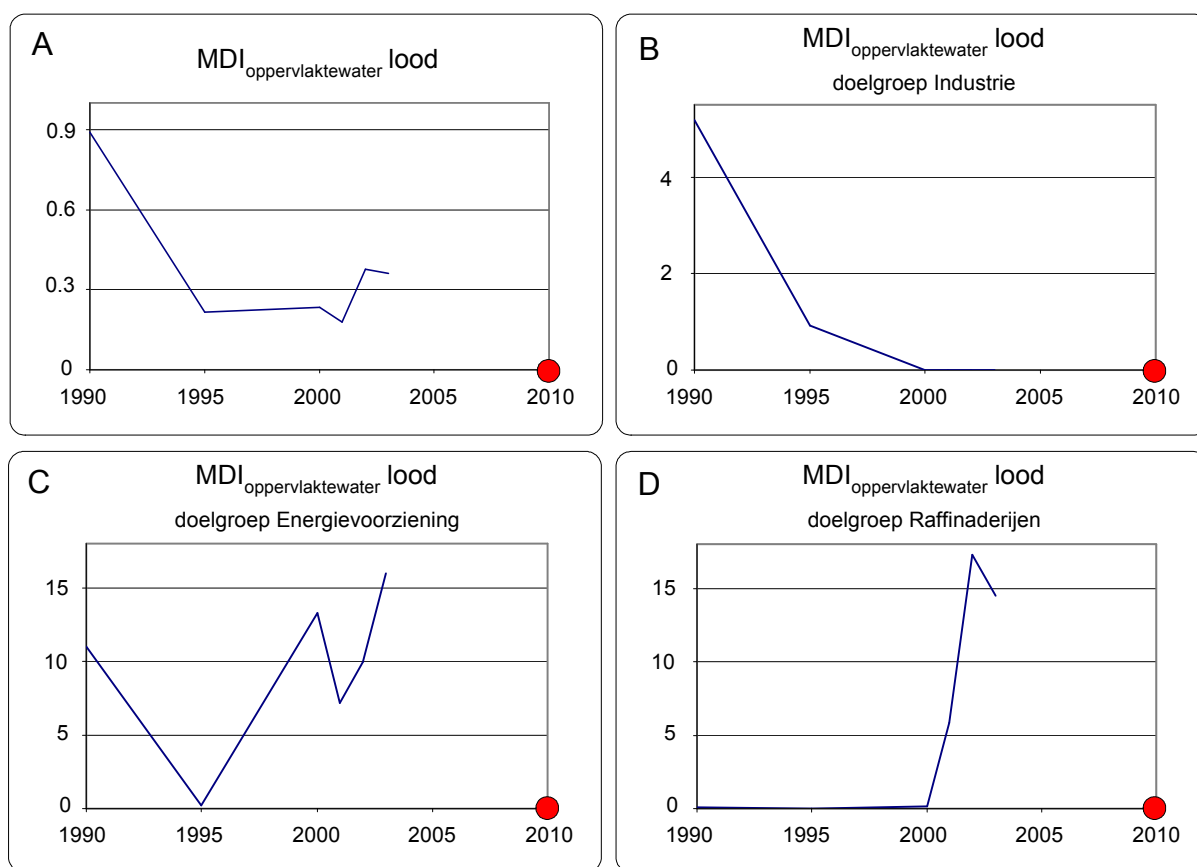 A
MDIoppervlaktewater lood
0.9
0.6
0.3
0
1990 1995 2000 2005 2010
B
MDIoppervlaktewater lood
doelgroep Industrie
4
2
0
1990 1995 2000 2005 2010
C
MDIoppervlaktewater lood
doelgroep Energievoorziening
15
10
5
0
1990 1995 2000 2005 2010
D
MDIoppervlaktewater lood
doelgroep Raffinaderijen
15
10
5
0
1990 1995 2000 2005 2010